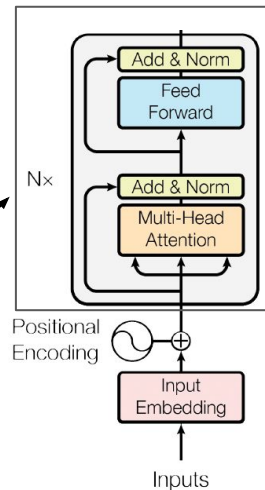 Add & Norm
Feed
Forward
Nx
Add & Norm
Multi-Head
Attention
Positional
Encoding
Input
Embedding
Inputs